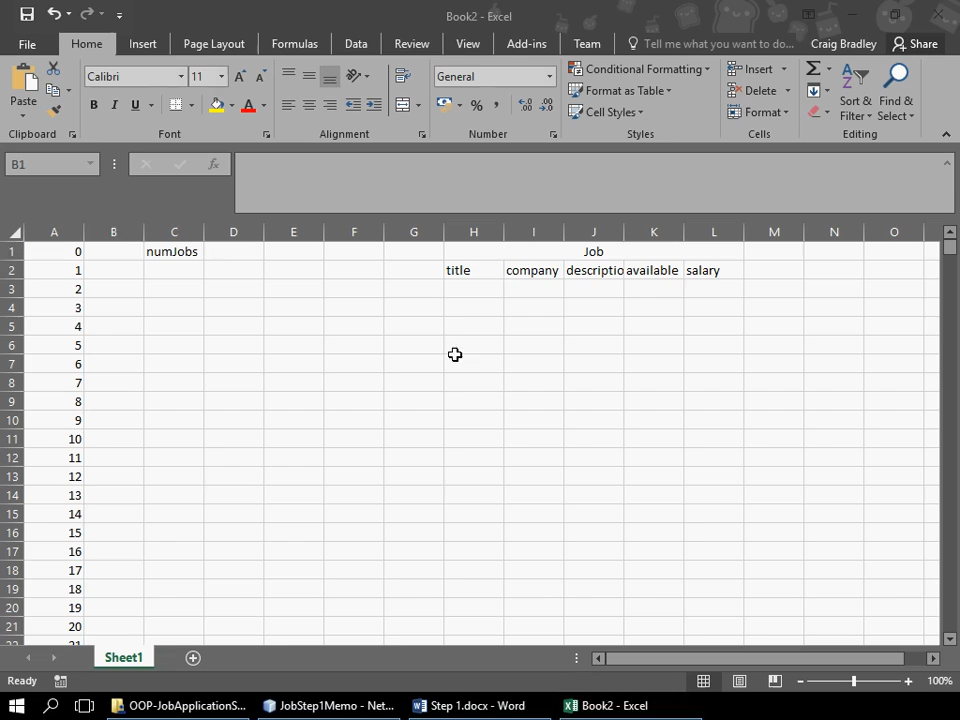 Book2 - Excel
File Home Insert Page Layout Formulas Data Review View Add-ins Team Tell me what you want to do... Craig Bradley Share
Paste Calibri 11 General Conditional Formatting Insert
B I U A % , Format as Table Delete Sort & Find &
Cell Styles Format Filter Select
Clipboard Font Alignment Number Styles Cells Editing
B1 fx
A B C D E F G H I J K L M N O
1 0 numJobs Job
2 1 title company descriptio available salary
3 2
4 3
5 4
6 5
7 6
8 7
9 8
10 9
11 10
12 11
13 12
14 13
15 14
16 15
17 16
18 17
19 18
20 19
21 20
22 21
Sheet1
Ready 100%
OOP-JobApplicationS... JobStep1Memo - Net... Step 1.docx - Word Book2 - Excel